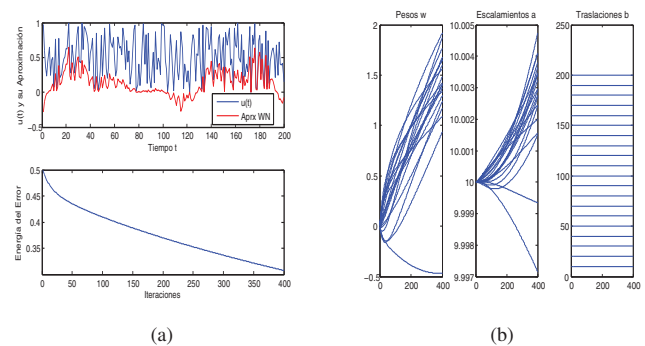 u(t) y su Aproximación
1
0.5
0
−0.5
0 20 40 60 80 100 120 140 160 180 200
Tiempo t
u(t)
Aprx WN
Energía del Error
0.5
0.45
0.4
0.35
0 50 100 150 200 250 300 350 400
Iteraciones
(a)
Pesos w
2
1.5
1
0.5
0
−0.5
0 200 400
Escalamientos a
10.005
10.004
10.003
10.002
10.001
10
9.999
9.998
9.997
0 200 400
Traslaciones b
250
200
150
100
50
0
0 200 400
(b)